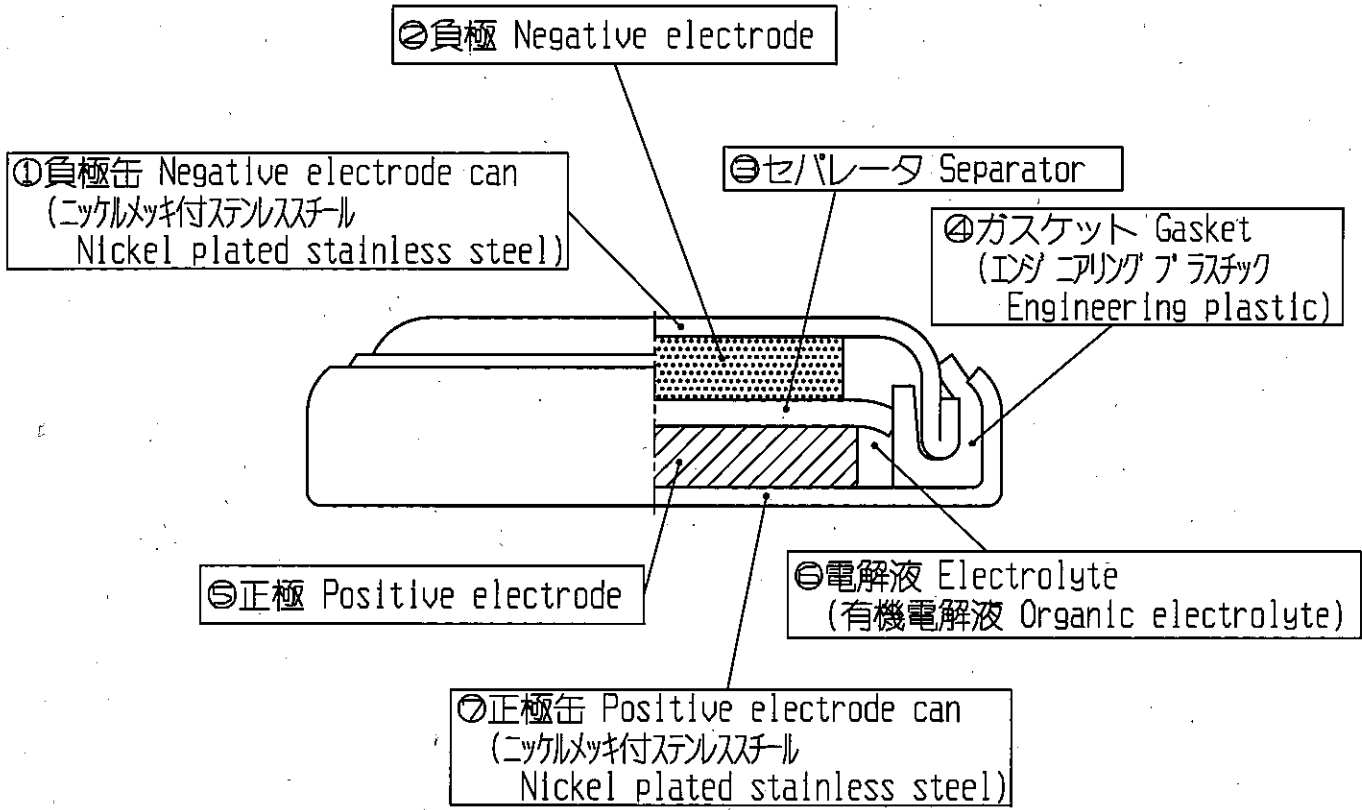 ②負極 Negative electrode
①負極缶 Negative electrode can
(ニッケルメッキ付ステンレススチール
Nickel plated stainless steel)
③セパレータ Separator
④ガスケット Gasket
(エンジニアリングプラスチック
Engineering plastic)
⑤正極 Positive electrode
⑥電解液 Electrolyte
(有機電解液 Organic electrolyte)
⑦正極缶 Positive electrode can
(ニッケルメッキ付ステンレススチール
Nickel plated stainless steel)